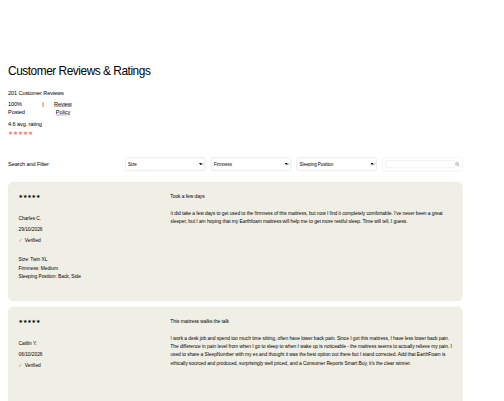 Customer Reviews & Ratings
201 Customer Reviews
100% Posted | Review Policy
4.6 avg. rating
★★★★★
Search and Filter
Size
Firmness
Sleeping Position
★★★★★
Took a few days
It did take a few days to get used to the firmness of this mattress, but now I find it completely comfortable. I've never been a great
sleeper, but I am hoping that my Earthfoam mattress will help me to get more restful sleep. Time will tell, I guess.
Charles C.
29/10/2026
✓ Verified
Size: Twin XL
Firmness: Medium
Sleeping Position: Back, Side
★★★★★
This mattress walks the talk
I work a desk job and spend too much time sitting, often have lower back pain. Since I got this mattress, I have less lower back pain.
The difference in pain level from when I go to sleep to when I wake up is noticeable - the mattress seems to actually relieve my pain. I
used to share a SleepNumber with my ex and thought it was the best option out there but I stand corrected. Add that EarthFoam is
ethically sourced and produced, surprisingly well priced, and a Consumer Reports Smart Buy, it's the clear winner.
Caitlin Y.
06/10/2026
✓ Verified